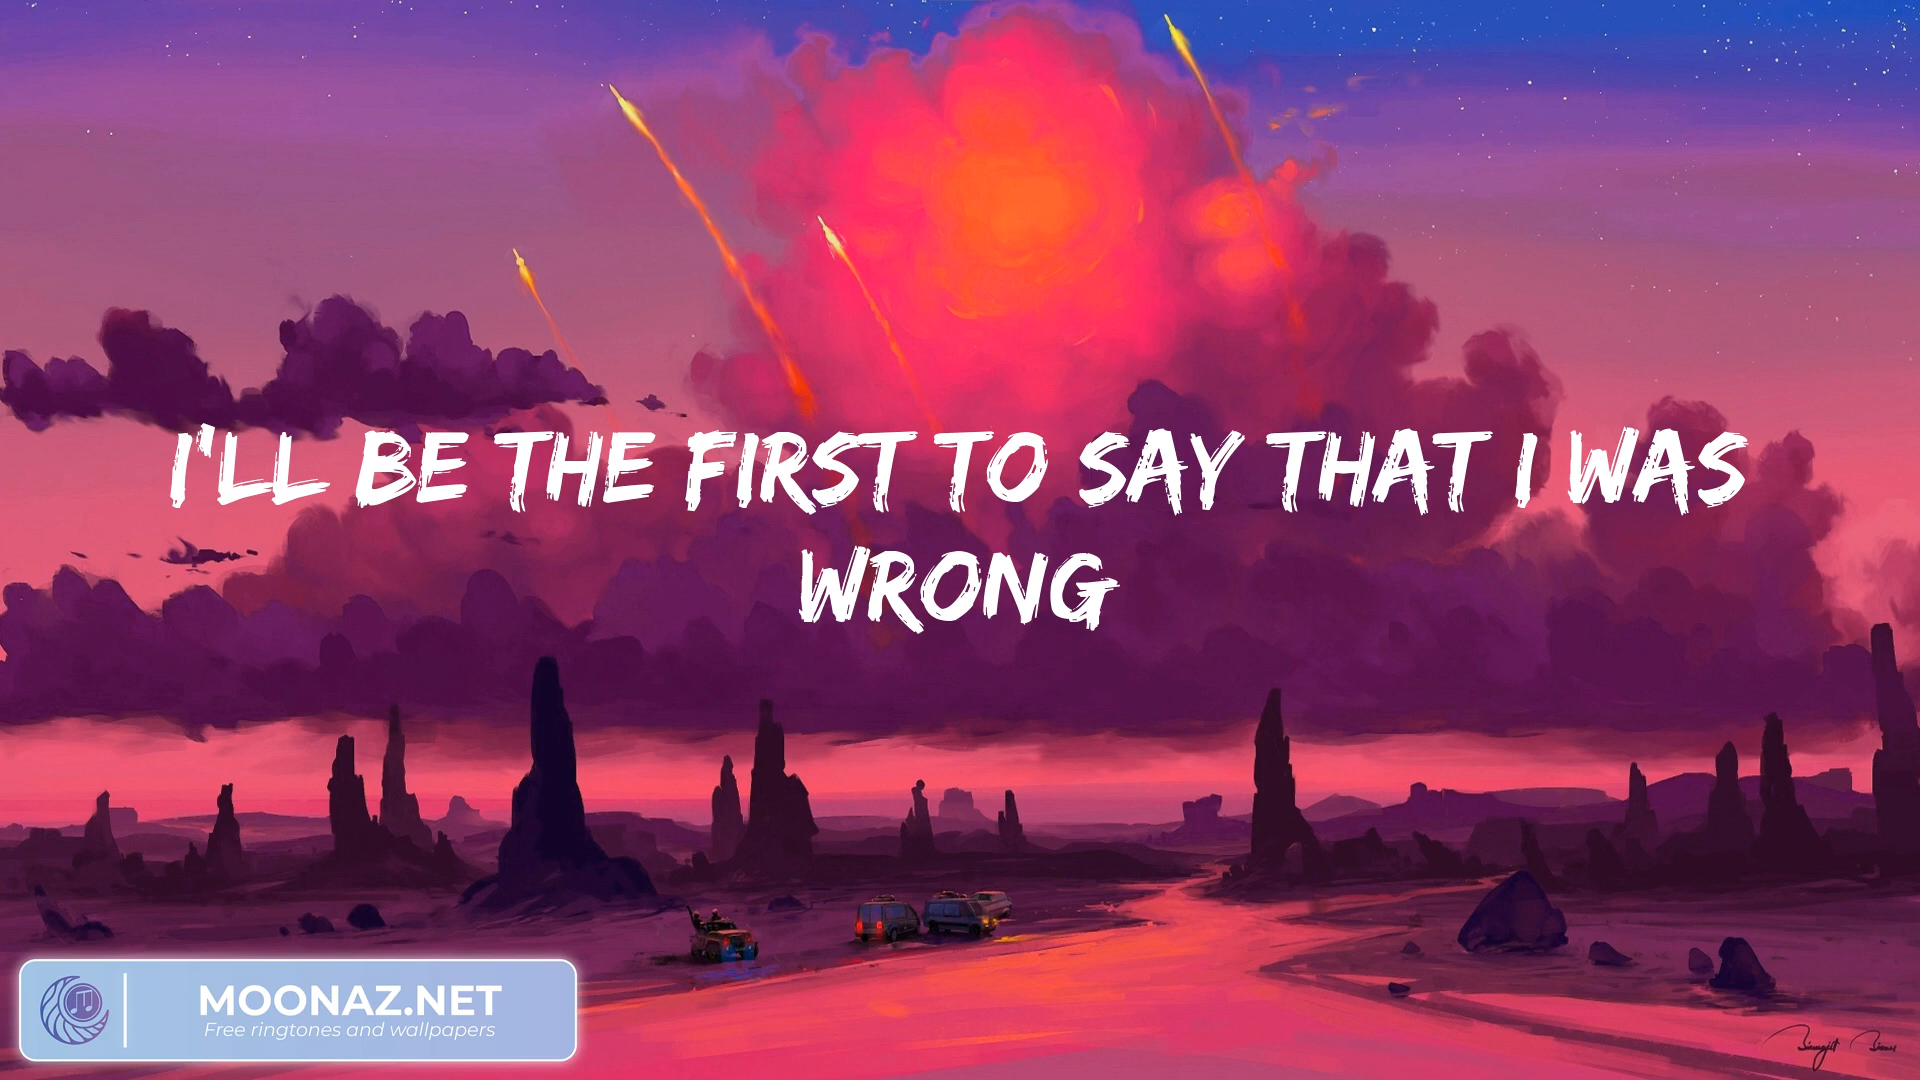 I'LL BE THE FIRST TO SAY THAT I WAS
WRONG
MOONAZ.NET
Free ringtones and wallpapers